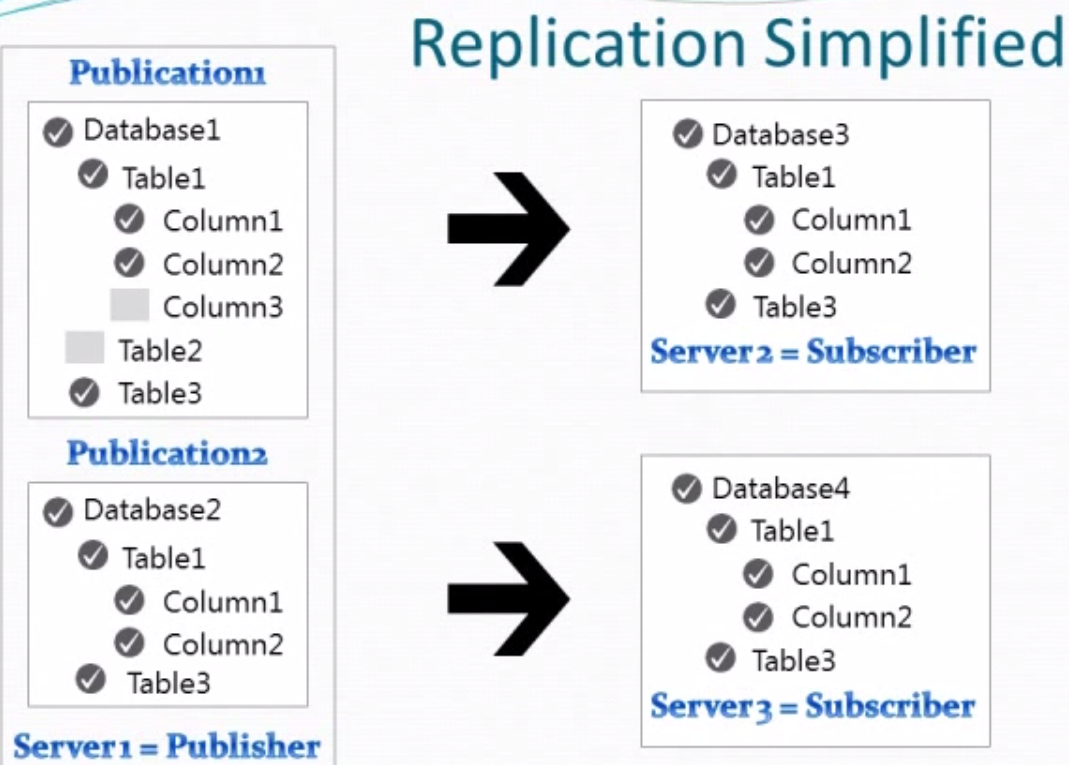 Replication Simplified
Publication1
Database1
Table1
Column1
Column2
Column3
Table2
Table3
Publication2
Database2
Table1
Column1
Column2
Table3
Server1 = Publisher
Database3
Table1
Column1
Column2
Table3
Server2 = Subscriber
Database4
Table1
Column1
Column2
Table3
Server3 = Subscriber